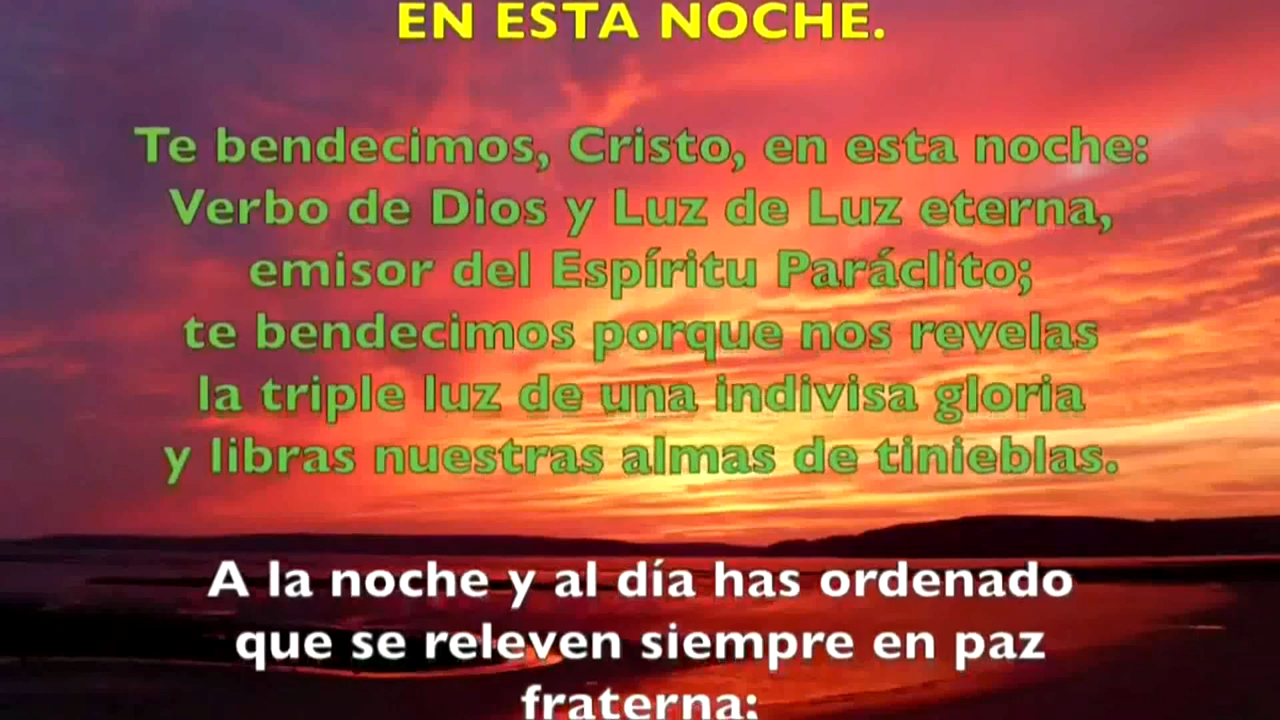 EN ESTA NOCHE.
Te bendecimos, Cristo, en esta noche:
Verbo de Dios y Luz de Luz eterna,
emisor del Espíritu Paráclito;
te bendecimos porque nos revelas
la triple luz de una indivisa gloria
y libras nuestras almas de tinieblas.
A la noche y al día has ordenado
que se releven siempre en paz
fraterna: